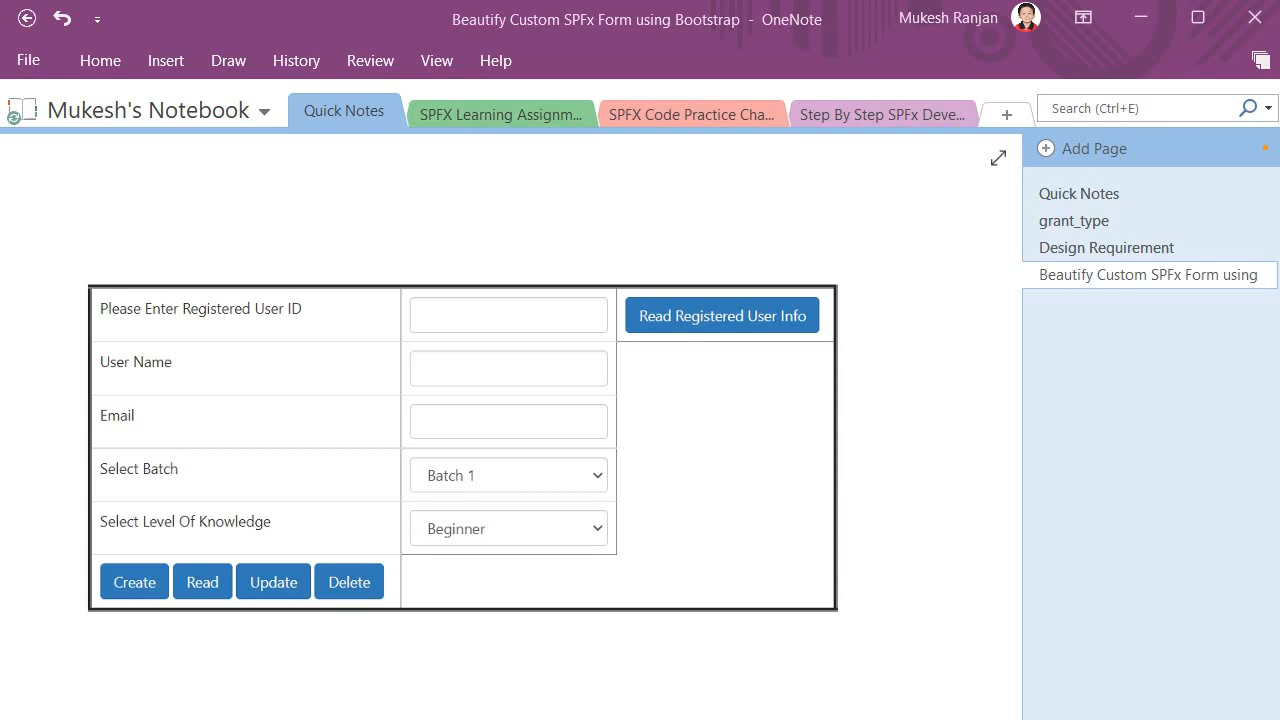 Beautify Custom SPFx Form using Bootstrap - OneNote
Mukesh Ranjan
File Home Insert Draw History Review View Help
Mukesh's Notebook
Quick Notes
SPFX Learning Assignm...
SPFX Code Practice Cha...
Step By Step SPFx Deve...
+
Search (Ctrl+E)
Add Page
Quick Notes
grant_type
Design Requirement
Beautify Custom SPFx Form using
Please Enter Registered User ID
Read Registered User Info
User Name
Email
Select Batch
Batch 1
Select Level Of Knowledge
Beginner
Create Read Update Delete